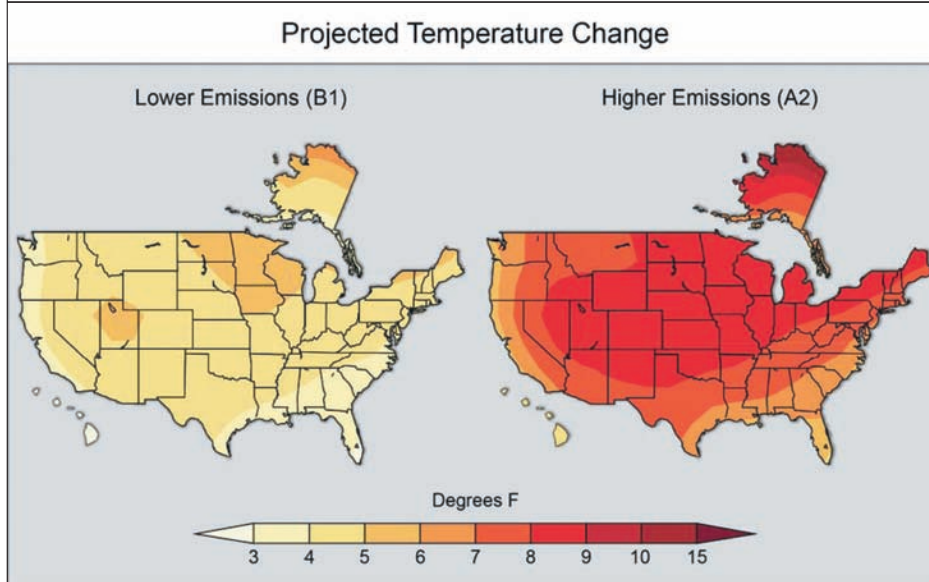 Projected Temperature Change
Lower Emissions (B1)
Higher Emissions (A2)
Degrees F
3 4 5 6 7 8 9 10 15